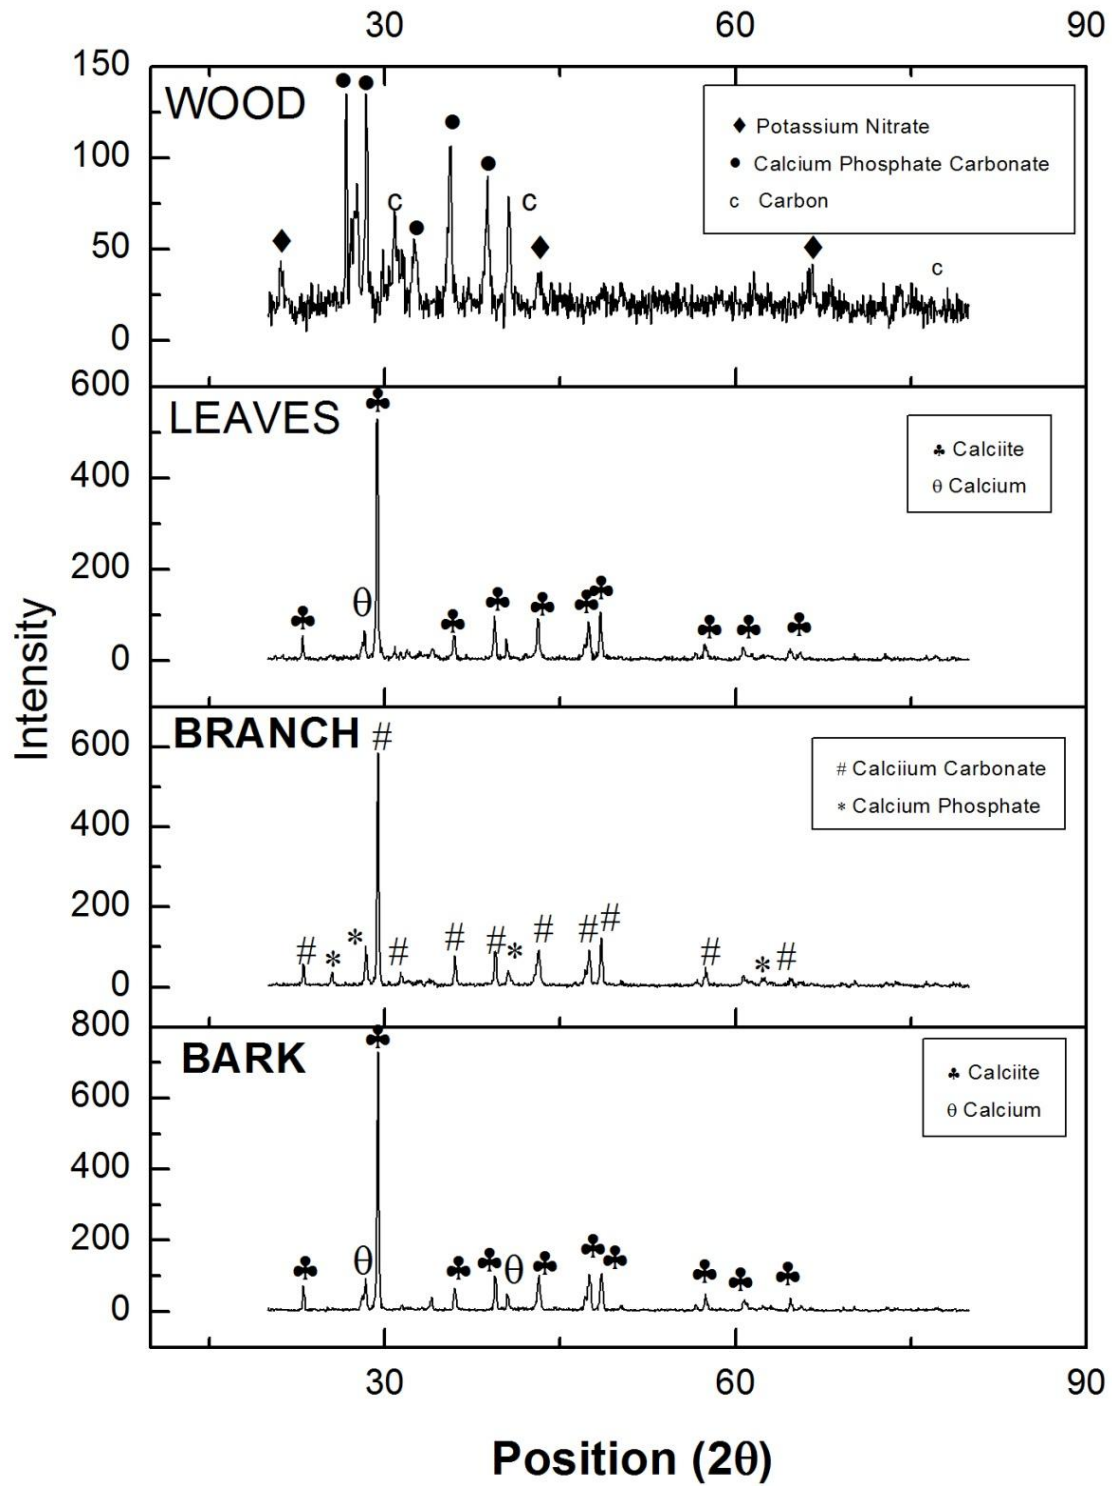 30 60 90
150
WOOD
100
50
0
♦ Potassium Nitrate
● Calcium Phosphate Carbonate
c Carbon
c
c
c
600
LEAVES
400
200
0
♣ Calciite
θ Calcium
θ
Intensity
BRANCH
600
400
200
0
# Calciium Carbonate
* Calcium Phosphate
#
# * * # # # * # # # # * #
800
BARK
600
400
200
0
♣ Calciite
θ Calcium
θ θ
30 60 90
Position (2θ)